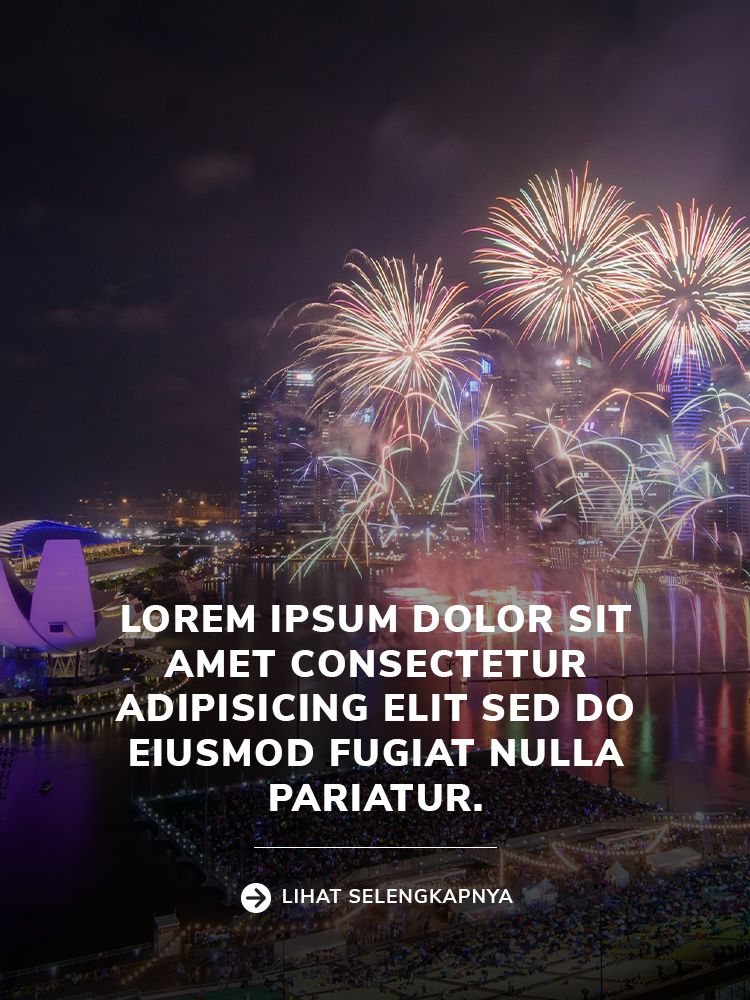 LOREM IPSUM DOLOR SIT
AMET CONSECTETUR
ADIPISICING ELIT SED DO
EIUSMOD FUGIAT NULLA
PARIATUR.
LIHAT SELENGKAPNYA